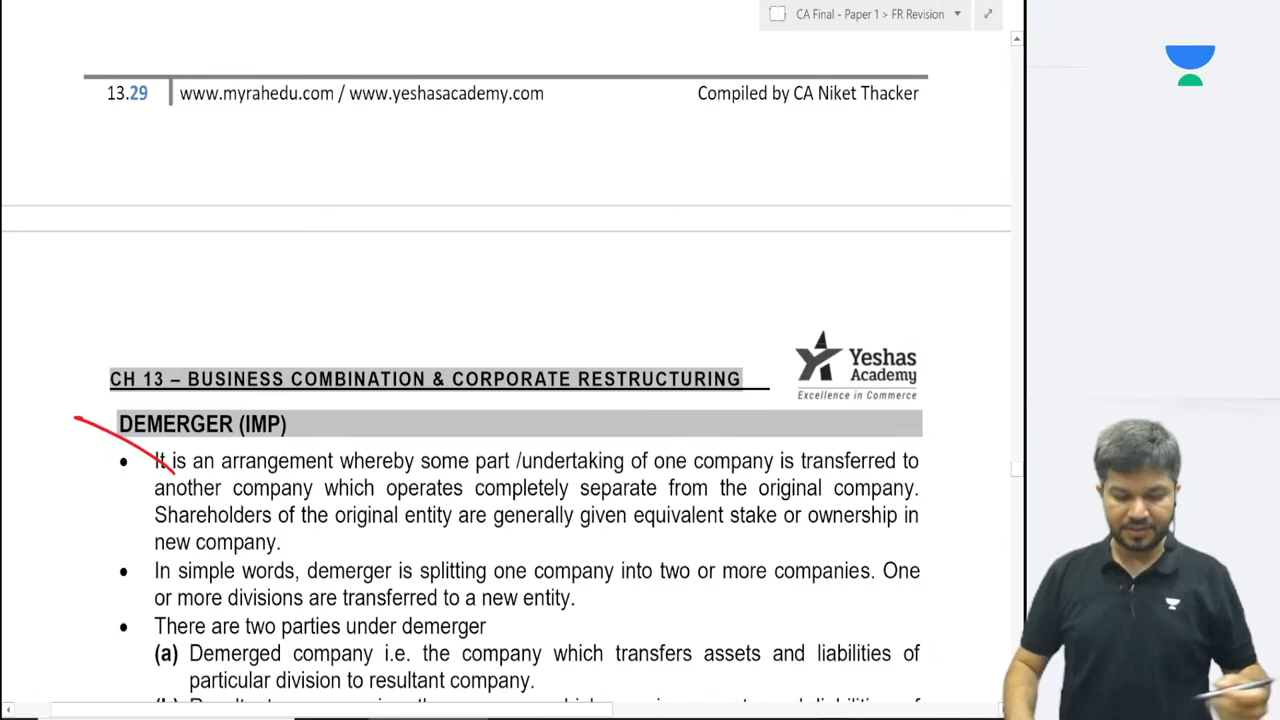 CA Final - Paper 1 > FR Revision
13.29 www.myrahedu.com / www.yeshasacademy.com Compiled by CA Niket Thacker
Yeshas
Academy
Excellence in Commerce
CH 13 – BUSINESS COMBINATION & CORPORATE RESTRUCTURING
DEMERGER (IMP)
• It is an arrangement whereby some part /undertaking of one company is transferred to
another company which operates completely separate from the original company.
Shareholders of the original entity are generally given equivalent stake or ownership in
new company.
• In simple words, demerger is splitting one company into two or more companies. One
or more divisions are transferred to a new entity.
• There are two parties under demerger
(a) Demerged company i.e. the company which transfers assets and liabilities of
particular division to resultant company.